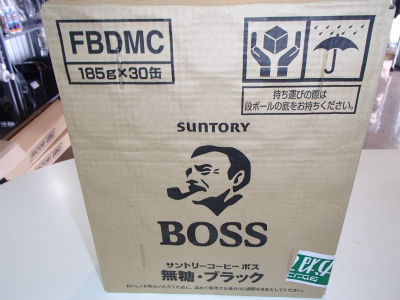 FBDMC
185g×30缶
持ち運びの際は
段ボールの底をお持ちください。
SUNTORY
BOSS
サントリーコーヒー ボス
無糖・ブラック